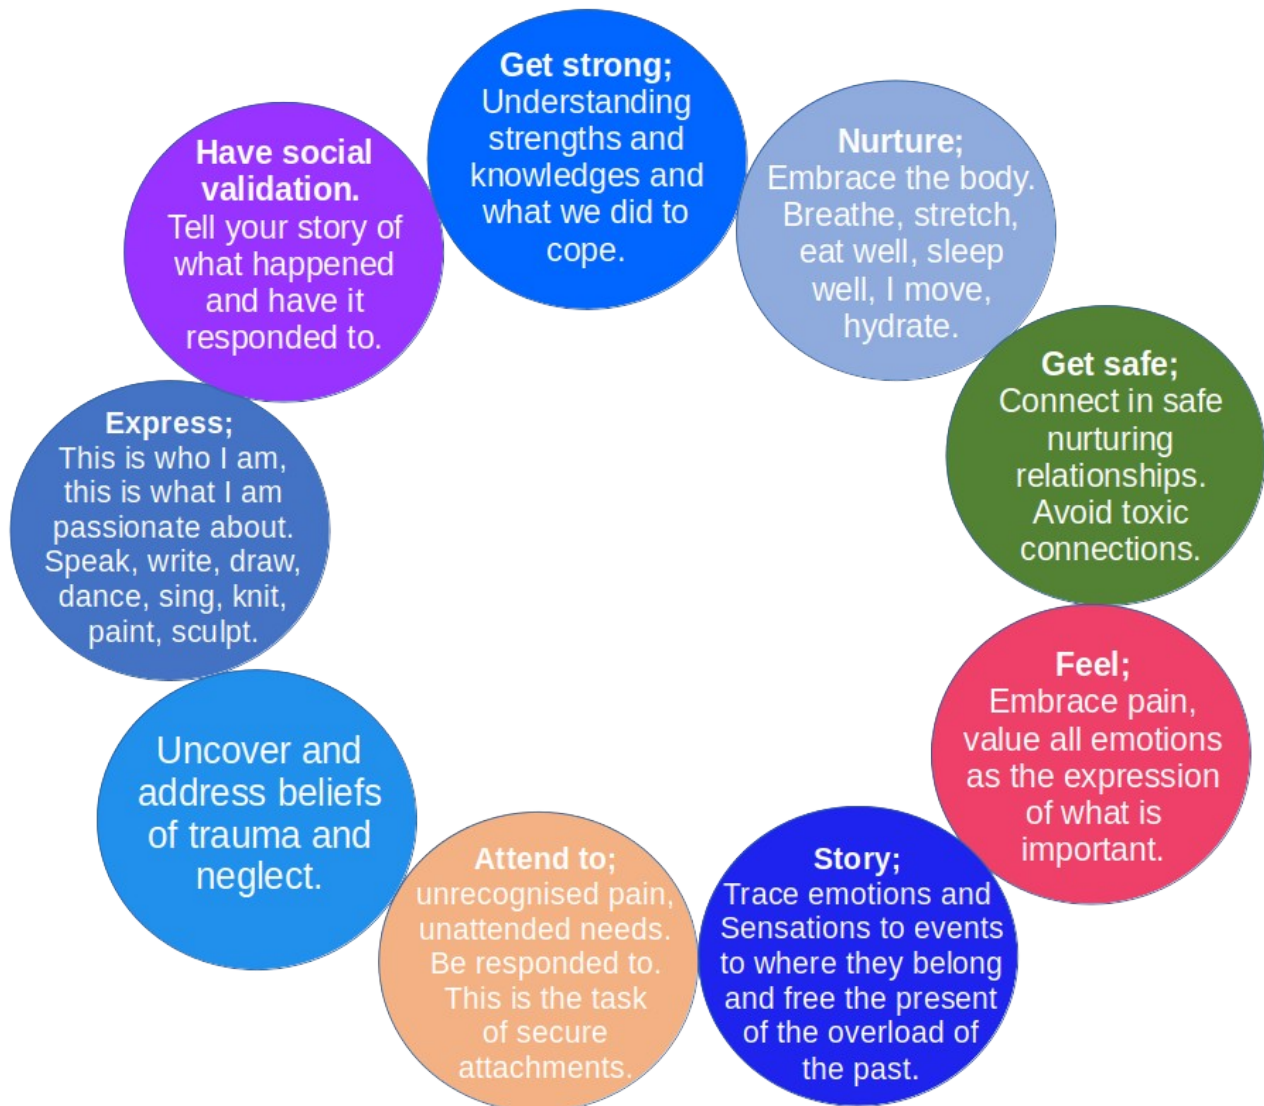 Get strong;
Understanding
strengths and
knowledges and
what we did to
cope.
Nurture;
Embrace the body.
Breathe, stretch,
eat well, sleep
well, I move,
hydrate.
Get safe;
Connect in safe
nurturing
relationships.
Avoid toxic
connections.
Feel;
Embrace pain,
value all emotions
as the expression
of what is
important.
Story;
Trace emotions and
Sensations to events
to where they belong
and free the present
of the overload of
the past.
Attend to;
unrecognised pain,
unattended needs.
Be responded to.
This is the task
of secure
attachments.
Uncover and
address beliefs
of trauma and
neglect.
Express;
This is who I am,
this is what I am
passionate about.
Speak, write, draw,
dance, sing, knit,
paint, sculpt.
Have social
validation.
Tell your story of
what happened
and have it
responded to.